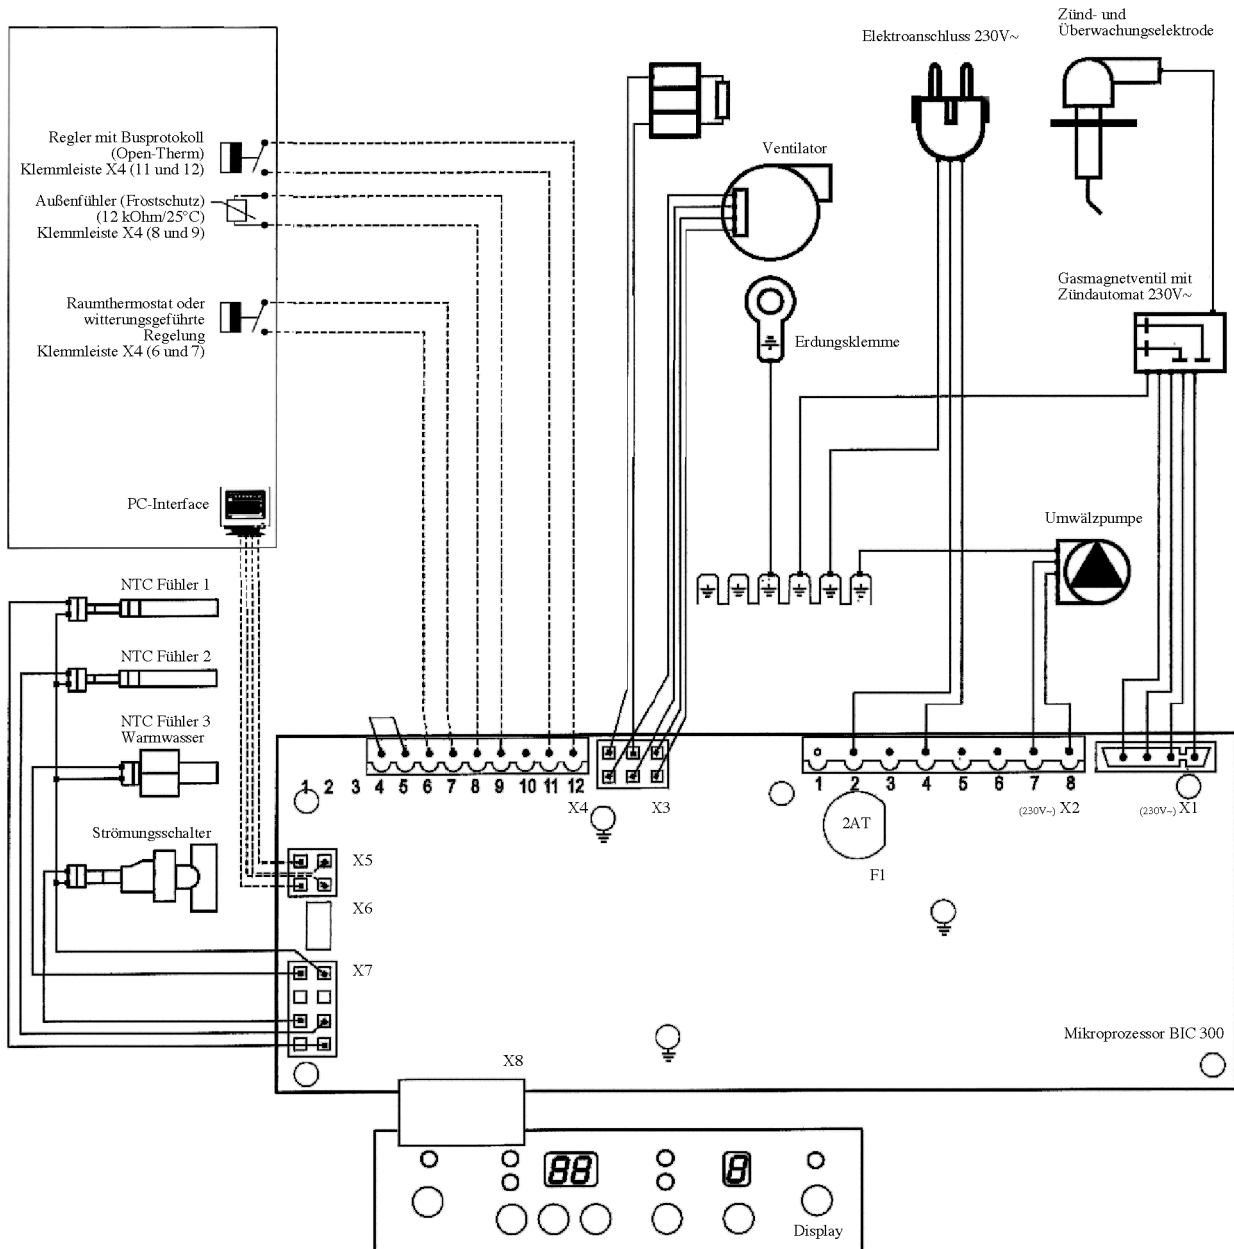 Elektroanschluss 230V~
Zünd- und
Überwachungselektrode
Regler mit Busprotokoll
(Open-Therm)
Klemmleiste X4 (11 und 12)
Außenfühler (Frostschutz)
(12 kOhm/25°C)
Klemmleiste X4 (8 und 9)
Ventilator
Gasmagnetventil mit
Zündautomat 230V~
Raumthermostat oder
witterungsgeführte
Regelung
Klemmleiste X4 (6 und 7)
Erdungsklemme
PC-Interface
Umwälzpumpe
NTC Fühler 1
NTC Fühler 2
NTC Fühler 3
Warmwasser
Strömungsschalter
1 2 3 4 5 6 7 8 9 10 11 12
X4
X3
1 2 3 4 5 6 7 8
(230V~) X2
(230V~) X1
2AT
F1
X5
X6
X7
Mikroprozessor BIC 300
X8
88
8
Display